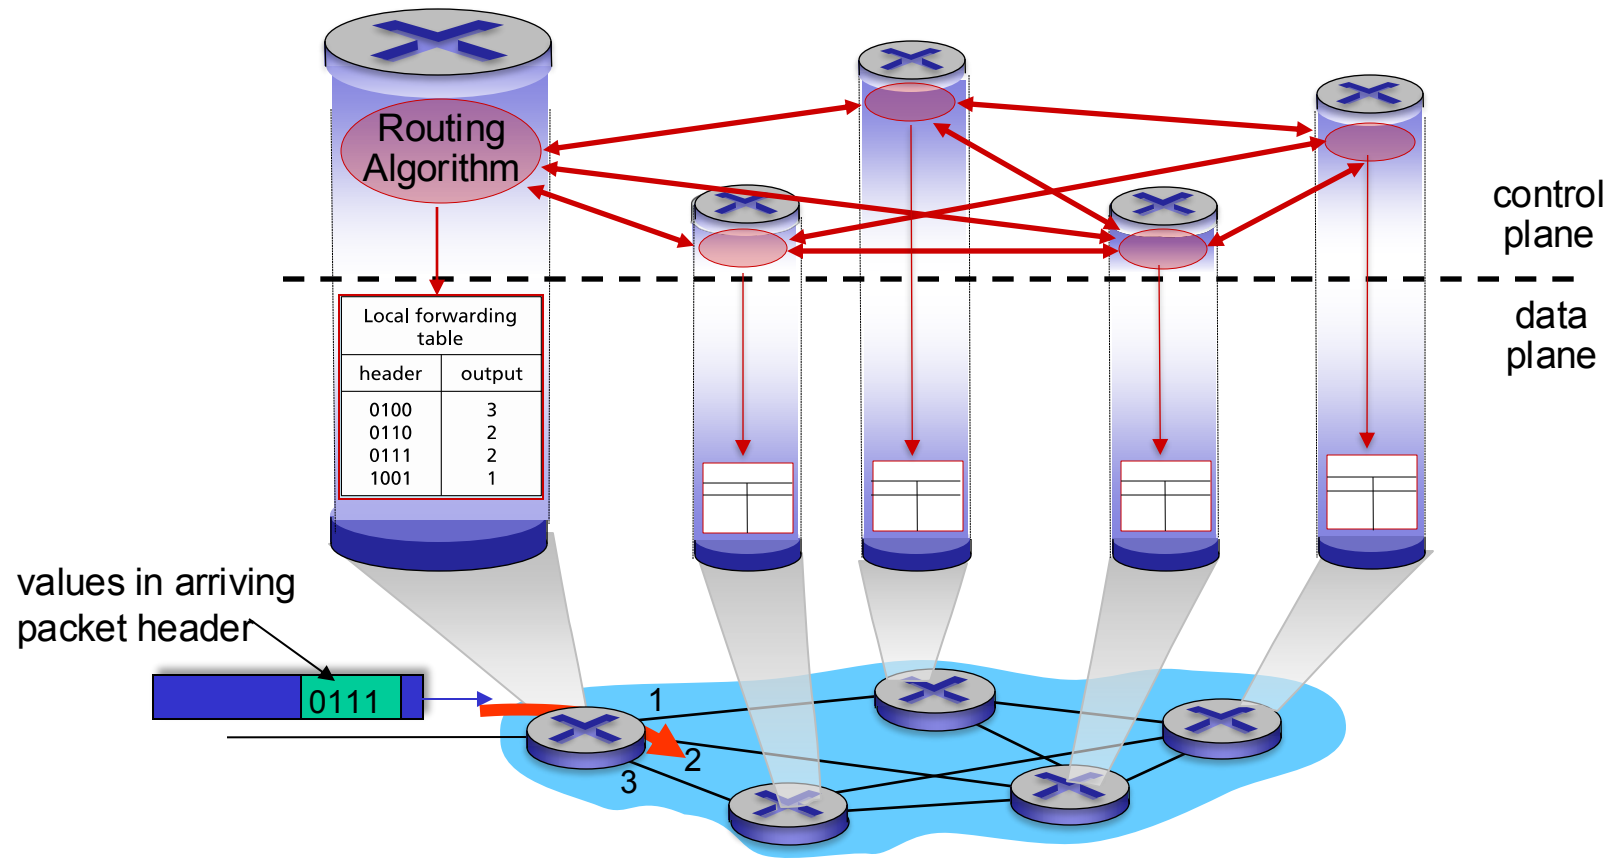 Routing
Algorithm
control
plane
data
plane
Local forwarding
table
header output
0100 3
0110 2
0111 2
1001 1
values in arriving
packet header
0111
1
2
3